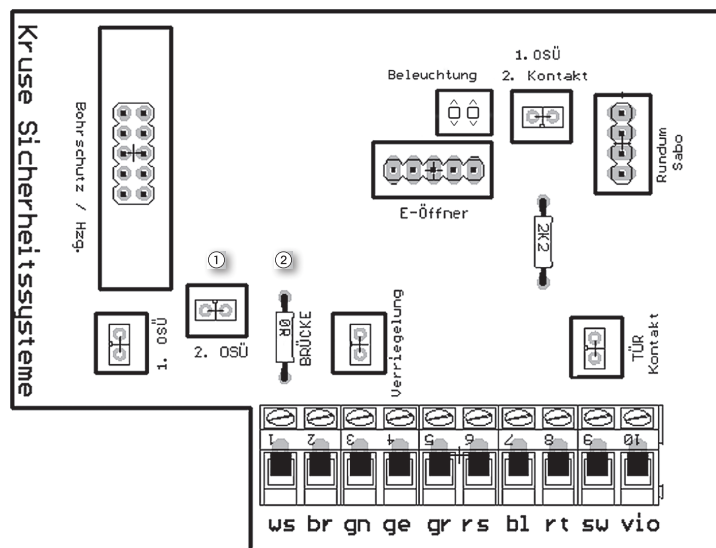 Kruse Sicherheitssysteme
Bohrschutz / Hzg.
Beleuchtung
1. OSÜ
2. Kontakt
Rundum
Sabo
E-Öffner
2K2
①
②
1. OSÜ
2. OSÜ
0R
BRÜCKE
Verriegelung
TÜR
Kontakt
1 2 3 4 5 6 7 8 9 10
ws br gn ge gr rs bl rt sw vio